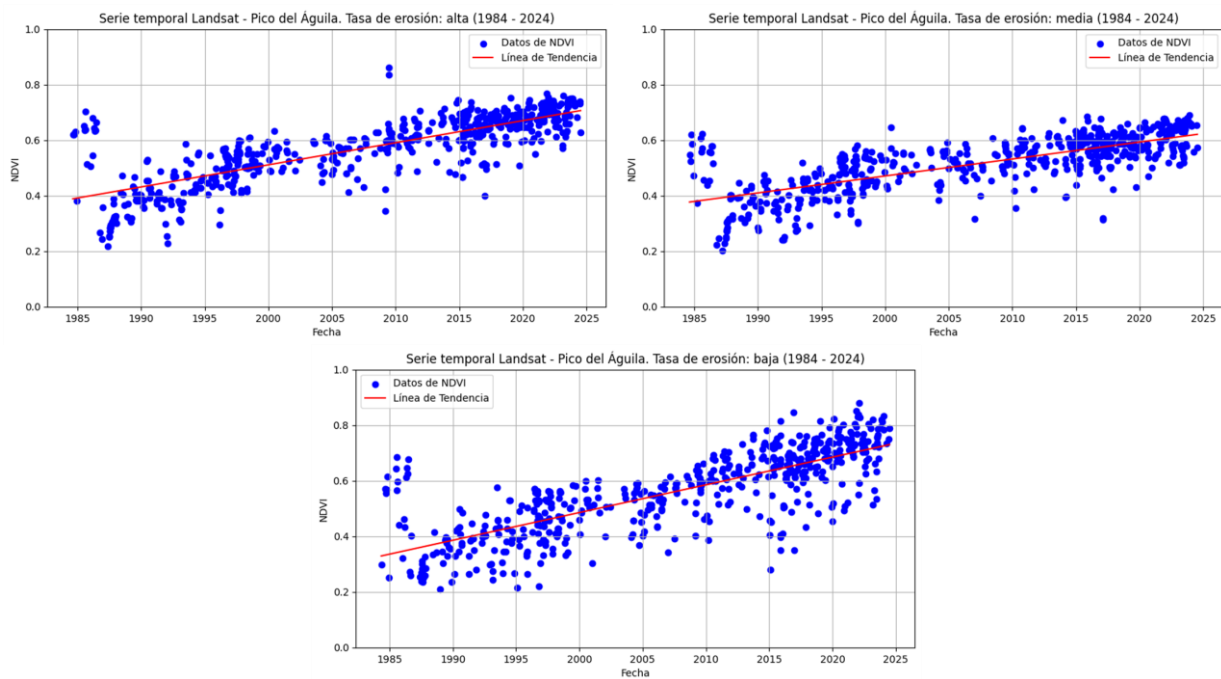 Serie temporal Landsat - Pico del Águila. Tasa de erosión: alta (1984 - 2024)
1.0
0.8
0.6
0.4
0.2
0.0
NDVI
Datos de NDVI
Línea de Tendencia
1985 1990 1995 2000 2005 2010 2015 2020 2025
Fecha
Serie temporal Landsat - Pico del Águila. Tasa de erosión: media (1984 - 2024)
1.0
0.8
0.6
0.4
0.2
0.0
NDVI
Datos de NDVI
Línea de Tendencia
1985 1990 1995 2000 2005 2010 2015 2020 2025
Fecha
Serie temporal Landsat - Pico del Águila. Tasa de erosión: baja (1984 - 2024)
1.0
0.8
0.6
0.4
0.2
0.0
NDVI
Datos de NDVI
Línea de Tendencia
1985 1990 1995 2000 2005 2010 2015 2020 2025
Fecha